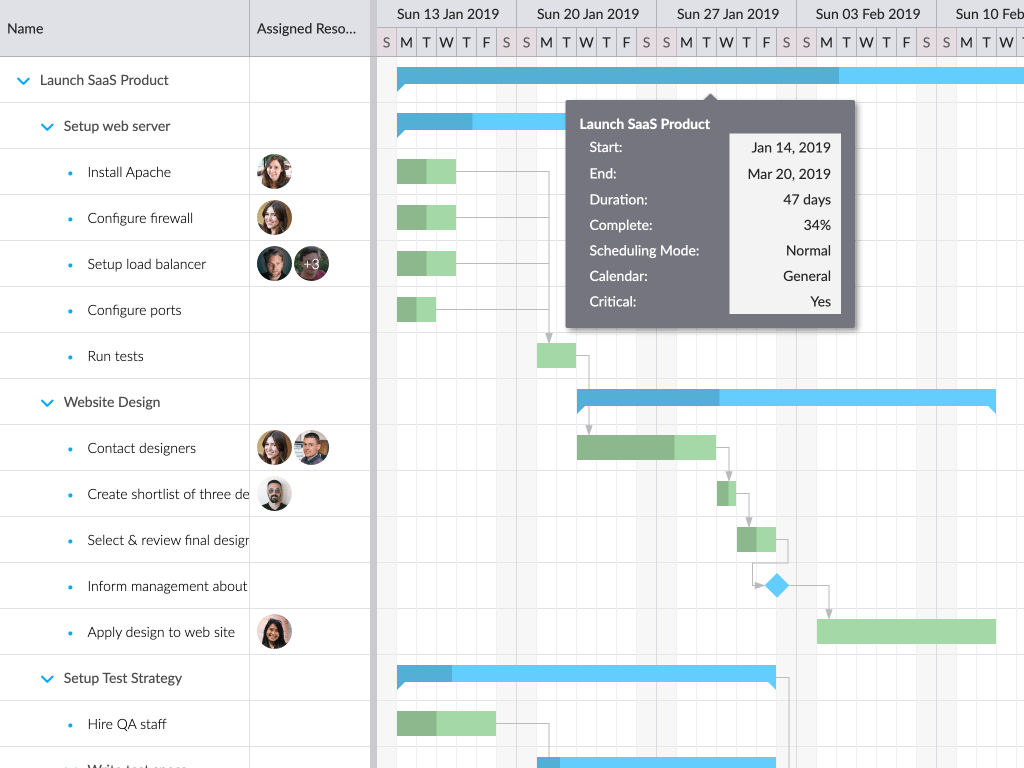 Name
Assigned Reso...
Sun 13 Jan 2019
Sun 20 Jan 2019
Sun 27 Jan 2019
Sun 03 Feb 2019
Sun 10 Feb
S M T W T F S S M T W T F S S M T W T F S S M T W T F S S M T W
Launch SaaS Product
Setup web server
Install Apache
Configure firewall
Setup load balancer
+3
Configure ports
Run tests
Website Design
Contact designers
Create shortlist of three de
Select & review final desigr
Inform management about
Apply design to web site
Setup Test Strategy
Hire QA staff
Write test specs
Launch SaaS Product
Start: Jan 14, 2019
End: Mar 20, 2019
Duration: 47 days
Complete: 34%
Scheduling Mode: Normal
Calendar: General
Critical: Yes